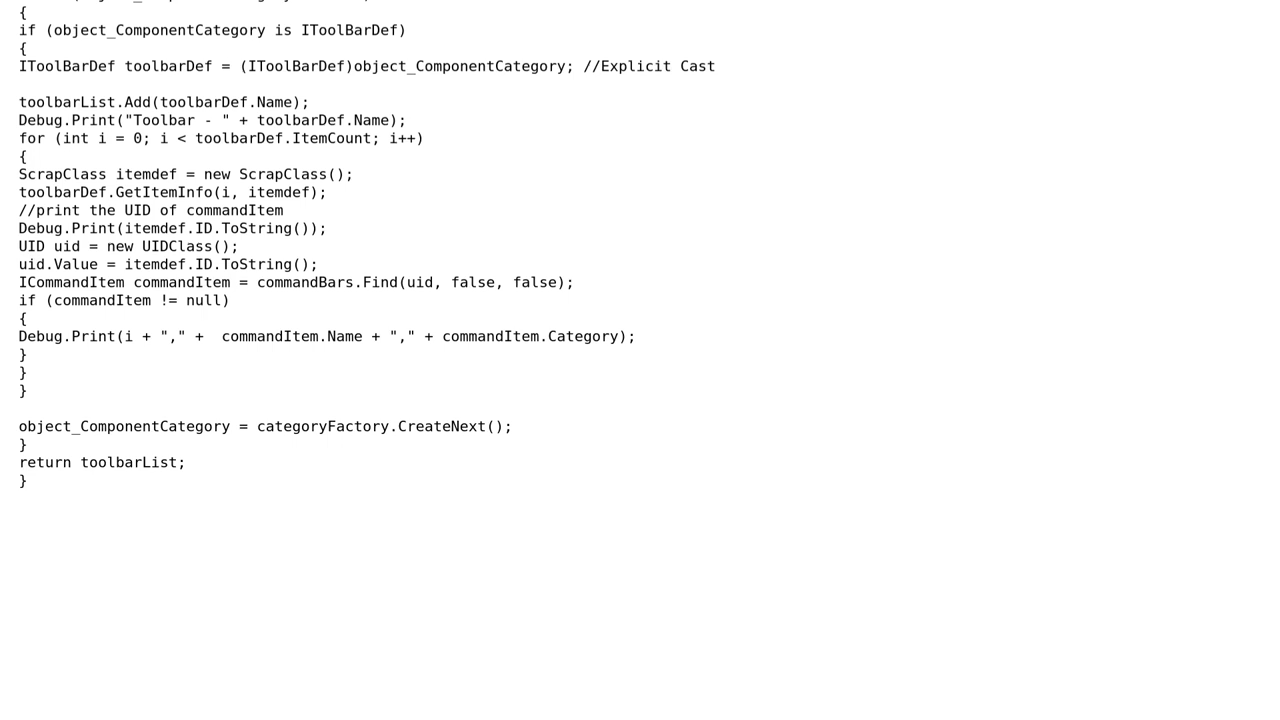 {
if (object_ComponentCategory is IToolBarDef)
{
IToolBarDef toolbarDef = (IToolBarDef)object_ComponentCategory; //Explicit Cast
toolbarList.Add(toolbarDef.Name);
Debug.Print("Toolbar - " + toolbarDef.Name);
for (int i = 0; i < toolbarDef.ItemCount; i++)
{
ScrapClass itemdef = new ScrapClass();
toolbarDef.GetItemInfo(i, itemdef);
//print the UID of commandItem
Debug.Print(itemdef.ID.ToString());
UID uid = new UIDClass();
uid.Value = itemdef.ID.ToString();
ICommandItem commandItem = commandBars.Find(uid, false, false);
if (commandItem != null)
{
Debug.Print(i + "," +  commandItem.Name + "," + commandItem.Category);
}
}
}
object_ComponentCategory = categoryFactory.CreateNext();
}
return toolbarList;
}